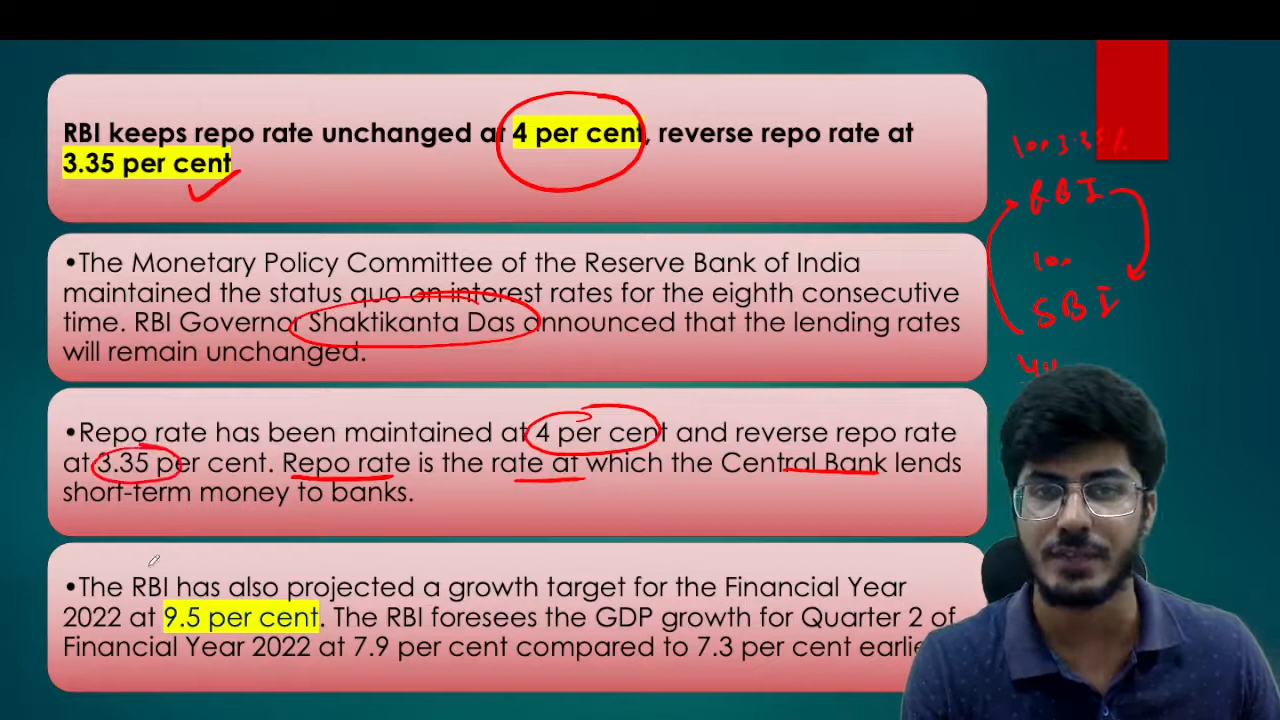 RBI keeps repo rate unchanged at 4 per cent, reverse repo rate at
3.35 per cent
•The Monetary Policy Committee of the Reserve Bank of India
maintained the status quo on interest rates for the eighth consecutive
time. RBI Governor Shaktikanta Das announced that the lending rates
will remain unchanged.
•Repo rate has been maintained at 4 per cent and reverse repo rate
at 3.35 per cent. Repo rate is the rate at which the Central Bank lends
short-term money to banks.
•The RBI has also projected a growth target for the Financial Year
2022 at 9.5 per cent. The RBI foresees the GDP growth for Quarter 2 of
Financial Year 2022 at 7.9 per cent compared to 7.3 per cent earlie
3.35%
RBI
SBI